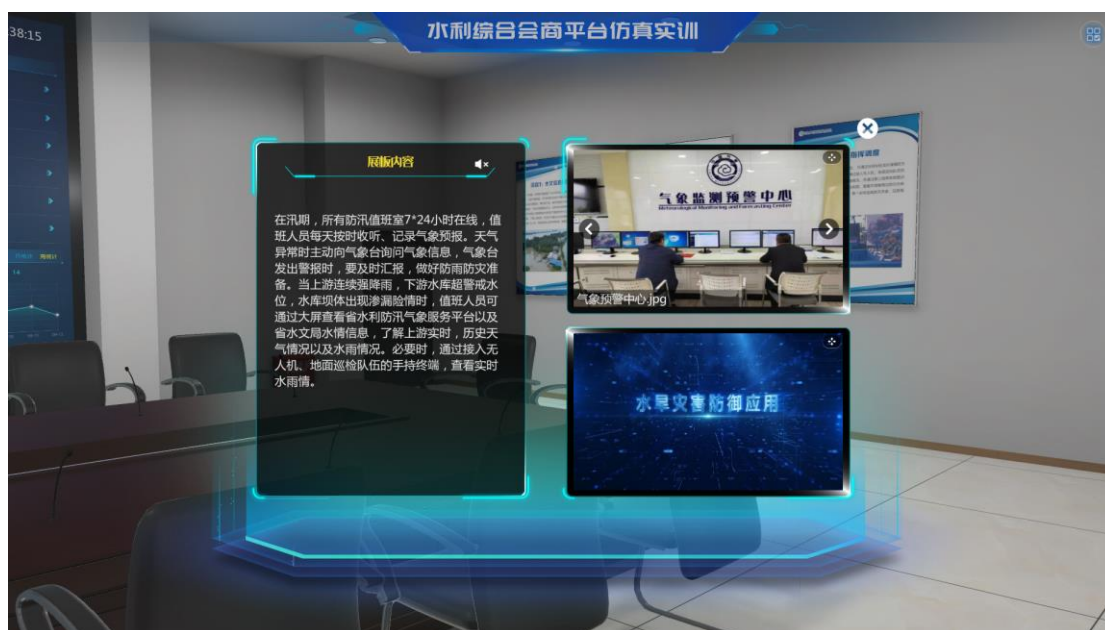 38:15
水利综合会商平台仿真实训
展板内容
在汛期，所有防汛值班室7*24小时在线，值
班人员每天按时收听、记录气象预报。天气
异常时主动向气象台询问气象信息，气象台
发出警报时，要及时汇报，做好防雨防灾准
备。当上游连续强降雨，下游水库超警戒水
位，水库坝体出现渗漏险情时，值班人员可
通过大屏查看省水利防汛气象服务平台以及
省水文局水情信息，了解上游实时，历史天
气情况以及水雨情况。必要时，通过接入无
人机、地面巡检队伍的手持终端，查看实时
水雨情。
气象监测预警中心
Meteorological Monitoring and Forecasting Center
气象预警中心.jpg
水旱灾害防御应用
指挥调度